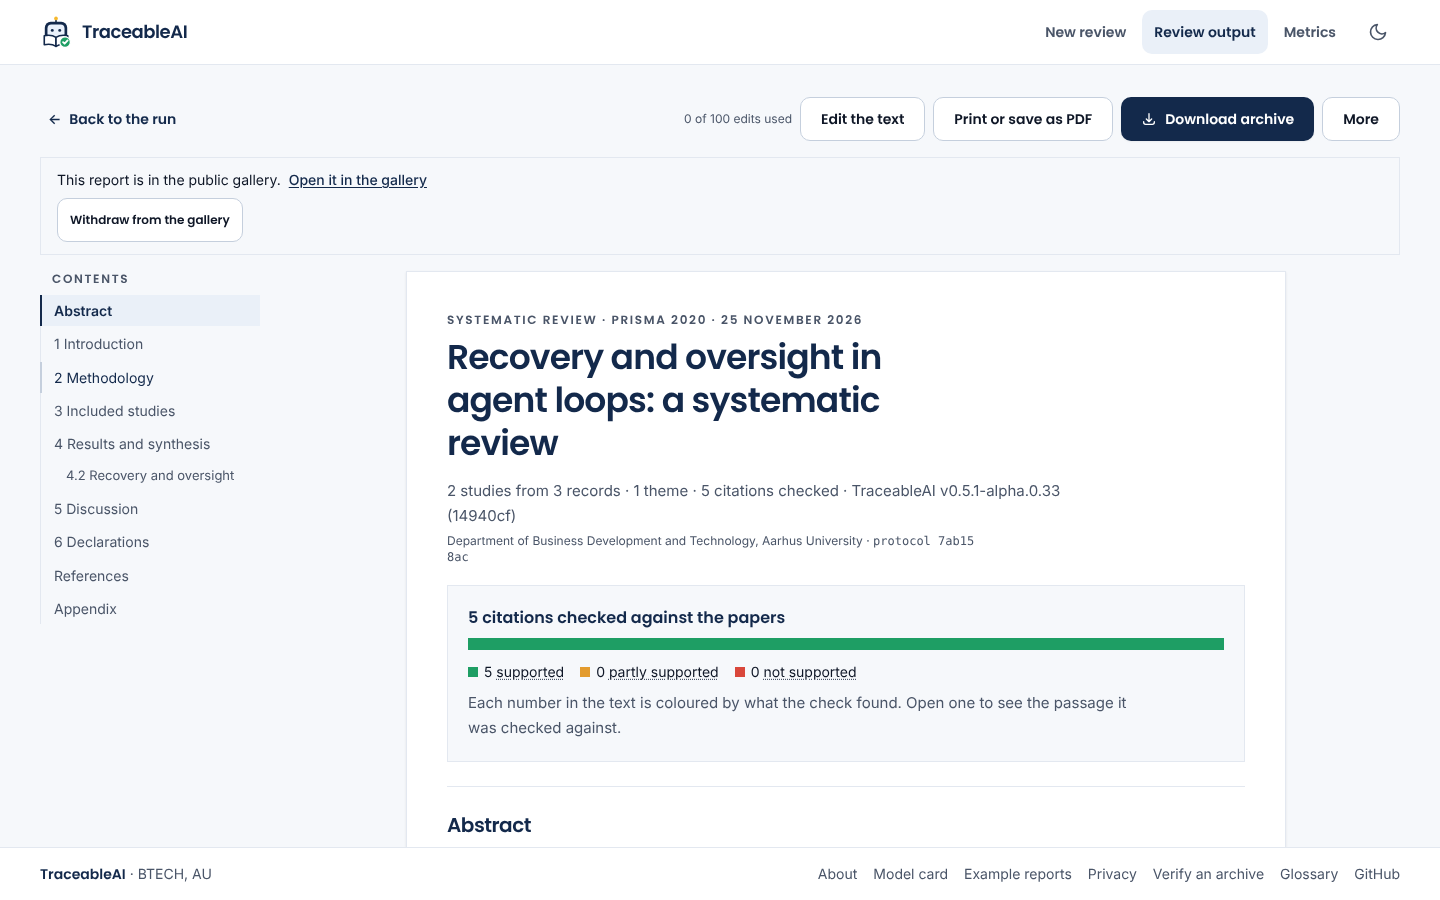 TraceableAI
New review
Review output
Metrics
Back to the run
0 of 100 edits used
Edit the text
Print or save as PDF
Download archive
More
This report is in the public gallery. Open it in the gallery
Withdraw from the gallery
CONTENTS
Abstract
1 Introduction
2 Methodology
3 Included studies
4 Results and synthesis
4.2 Recovery and oversight
5 Discussion
6 Declarations
References
Appendix
SYSTEMATIC REVIEW · PRISMA 2020 · 25 NOVEMBER 2026
Recovery and oversight in
agent loops: a systematic
review
2 studies from 3 records · 1 theme · 5 citations checked · TraceableAI v0.5.1-alpha.0.33
(14940cf)
Department of Business Development and Technology, Aarhus University · protocol 7ab15
8ac
5 citations checked against the papers
5 supported
0 partly supported
0 not supported
Each number in the text is coloured by what the check found. Open one to see the passage it
was checked against.
Abstract
TraceableAI · BTECH, AU
About
Model card
Example reports
Privacy
Verify an archive
Glossary
GitHub